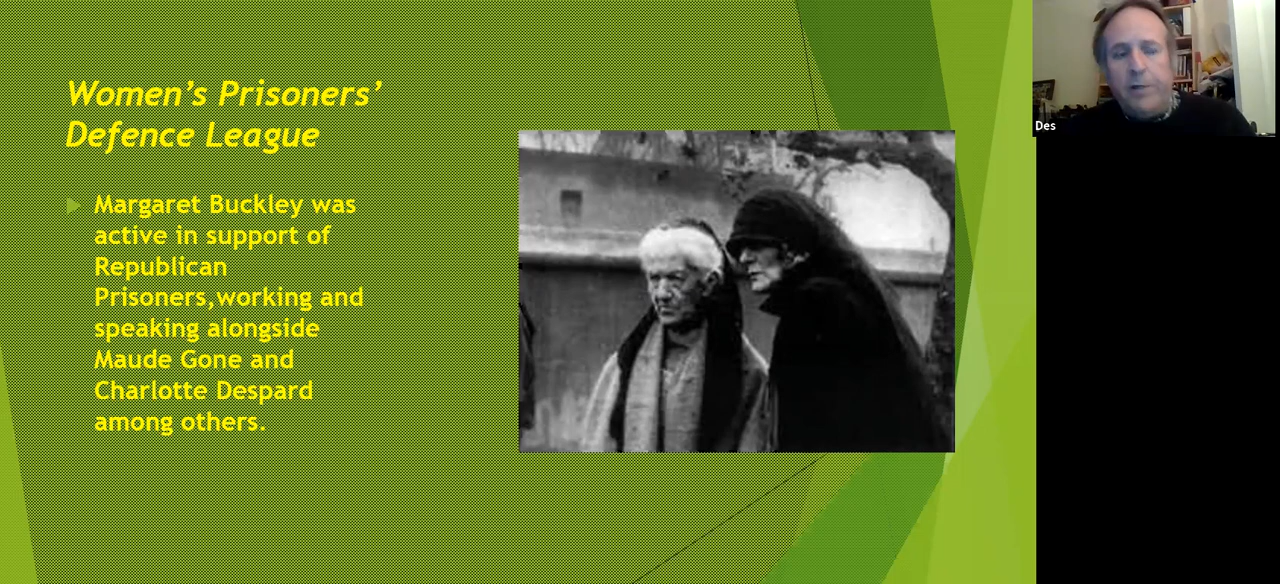 Women’s Prisoners’
Defence League
Margaret Buckley was
active in support of
Republican
Prisoners,working and
speaking alongside
Maude Gone and
Charlotte Despard
among others.
Des